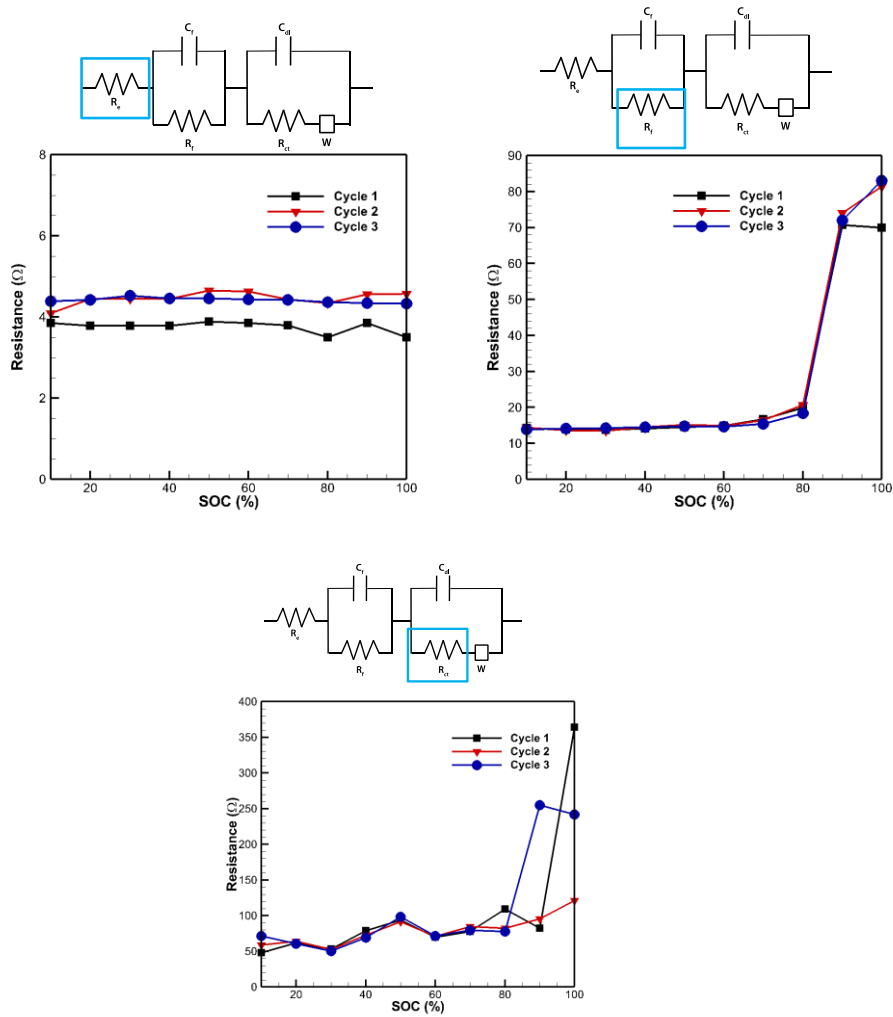 C_f C_dl
R_e
R_f R_ct W
8
6
4
2
0
Resistance (Ω)
Cycle 1
Cycle 2
Cycle 3
20 40 60 80 100
SOC (%)
C_f C_dl
R_e
R_f R_ct W
90
80
70
60
50
40
30
20
10
0
Resistance (Ω)
Cycle 1
Cycle 2
Cycle 3
20 40 60 80 100
SOC (%)
C_f C_dl
R_e
R_f R_ct W
400
350
300
250
200
150
100
50
0
Resistance (Ω)
Cycle 1
Cycle 2
Cycle 3
20 40 60 80 100
SOC (%)